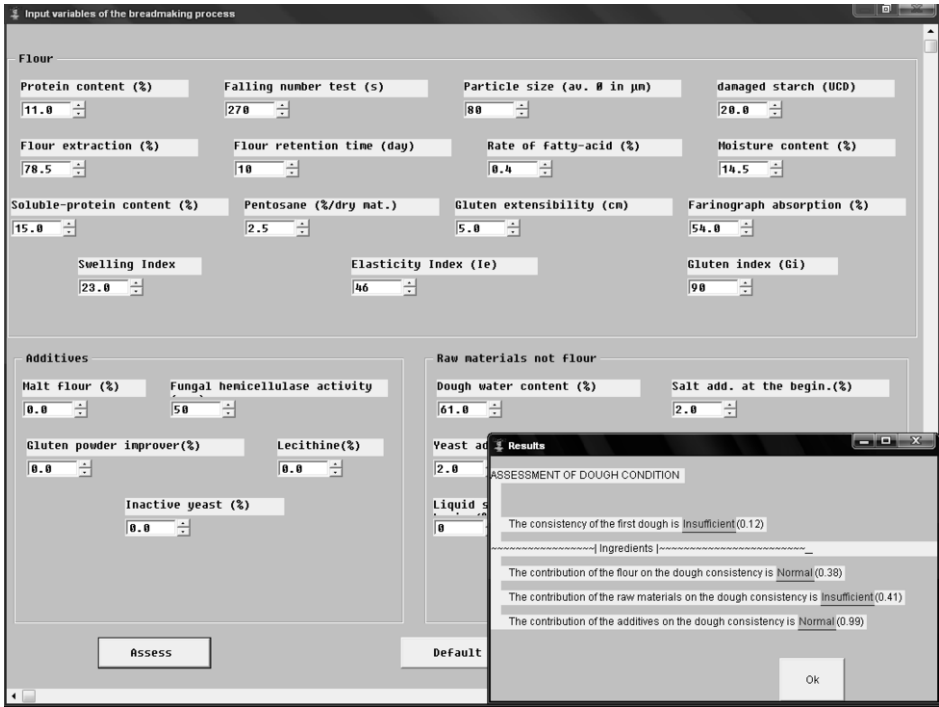 Input variables of the breadmaking process
Flour
Protein content (%) Falling number test (s) Particle size (av. Ø in µm) damaged starch (UCD)
11.0 270 80 20.0
Flour extraction (%) Flour retention time (day) Rate of fatty-acid (%) Moisture content (%)
78.5 10 0.4 14.5
Soluble-protein content (%) Pentosane (%/dry mat.) Gluten extensibility (cm) Farinograph absorption (%)
15.0 2.5 5.0 54.0
Swelling Index Elasticity Index (Ie) Gluten index (Gi)
23.0 46 90
Additives
Malt flour (%) Fungal hemicellulase activity
0.0 50
Gluten powder improver(%) Lecithine(%)
0.0 0.0
Inactive yeast (%)
0.0
Raw materials not flour
Dough water content (%) Salt add. at the begin.(%)
61.0 2.0
Yeast ad
2.0
Liquid s
0
Assess Default
Results
ASSESSMENT OF DOUGH CONDITION
The consistency of the first dough is Insufficient (0.12)
~~~~~~~~~~~~~~~~~| Ingredients |~~~~~~~~~~~~~~~~~~~~~~~~_
The contribution of the flour on the dough consistency is Normal (0.38)
The contribution of the raw materials on the dough consistency is Insufficient (0.41)
The contribution of the additives on the dough consistency is Normal (0.99)
Ok